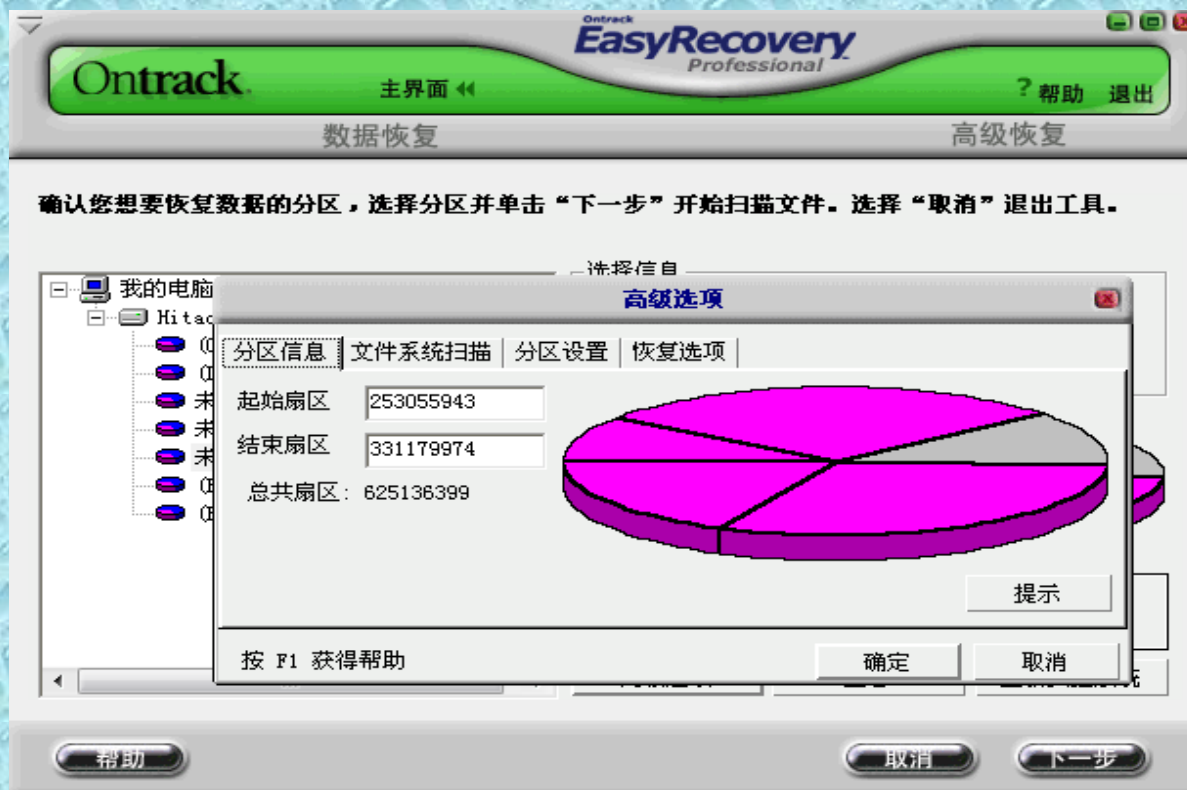 Ontrack
EasyRecovery
Professional
Ontrack
主界面
? 帮助 退出
数据恢复
高级恢复
确认您想要恢复数据的分区，选择分区并单击“下一步”开始扫描文件。选择“取消”退出工具。
选择信息
我的电脑
高级选项
分区信息
文件系统扫描
分区设置
恢复选项
起始扇区 253055943
结束扇区 331179974
总共扇区: 625136399
提示
按 F1 获得帮助
确定
取消
未
未
未
帮助
取消
下一步